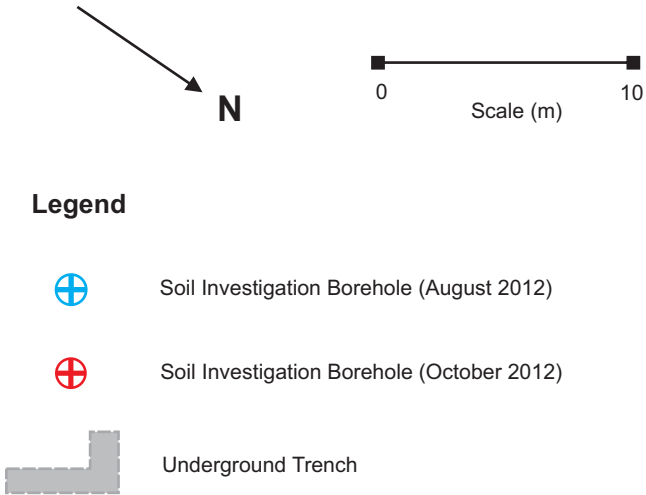 N
0 10
Scale (m)
Legend
Soil Investigation Borehole (August 2012)
Soil Investigation Borehole (October 2012)
Underground Trench